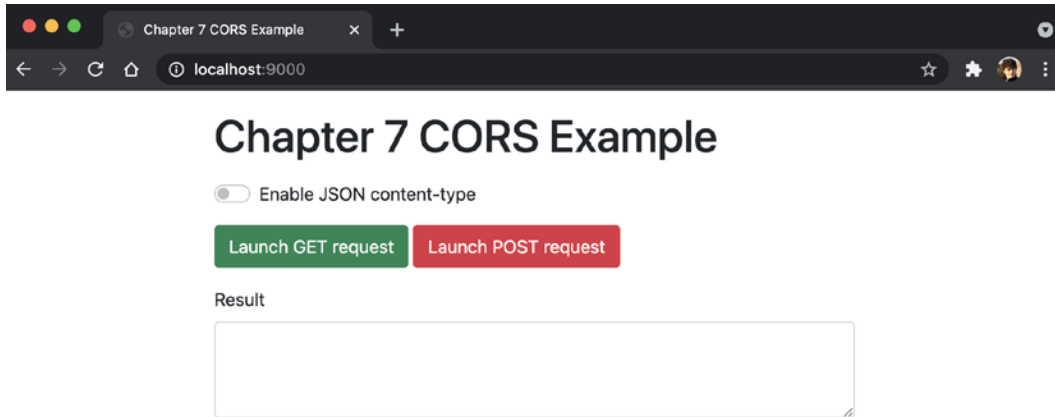 Chapter 7 CORS Example
localhost:9000
Chapter 7 CORS Example
Enable JSON content-type
Launch GET request Launch POST request
Result